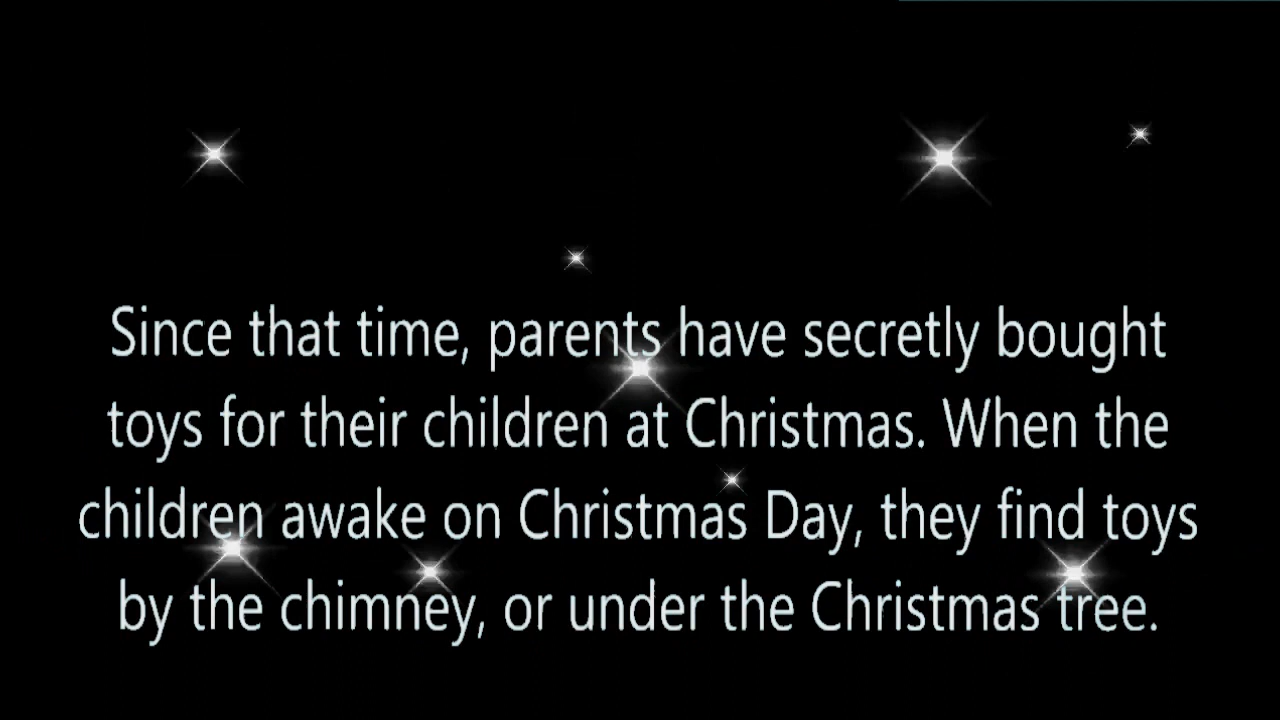 Since that time, parents have secretly bought
toys for their children at Christmas. When the
children awake on Christmas Day, they find toys
by the chimney, or under the Christmas tree.